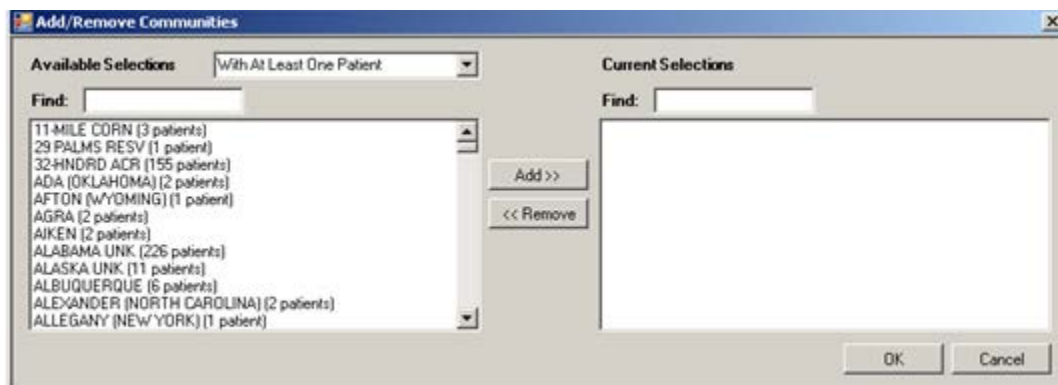 Add/Remove Communities
Available Selections With At Least One Patient Current Selections
Find: Find:
11-MILE CORN (3 patients)
29 PALMS RESV (1 patient)
32-HNDRD ACR (155 patients)
ADA (OKLAHOMA) (2 patients)
AFTON (WYOMING) (1 patient)
AGRA (2 patients)
AIKEN (2 patients)
ALABAMA UNK (226 patients)
ALASKA UNK (11 patients)
ALBUQUERQUE (6 patients)
ALEXANDER (NORTH CAROLINA) (2 patients)
ALLEGANY (NEW YORK) (1 patient)
Add >>
<< Remove
OK Cancel